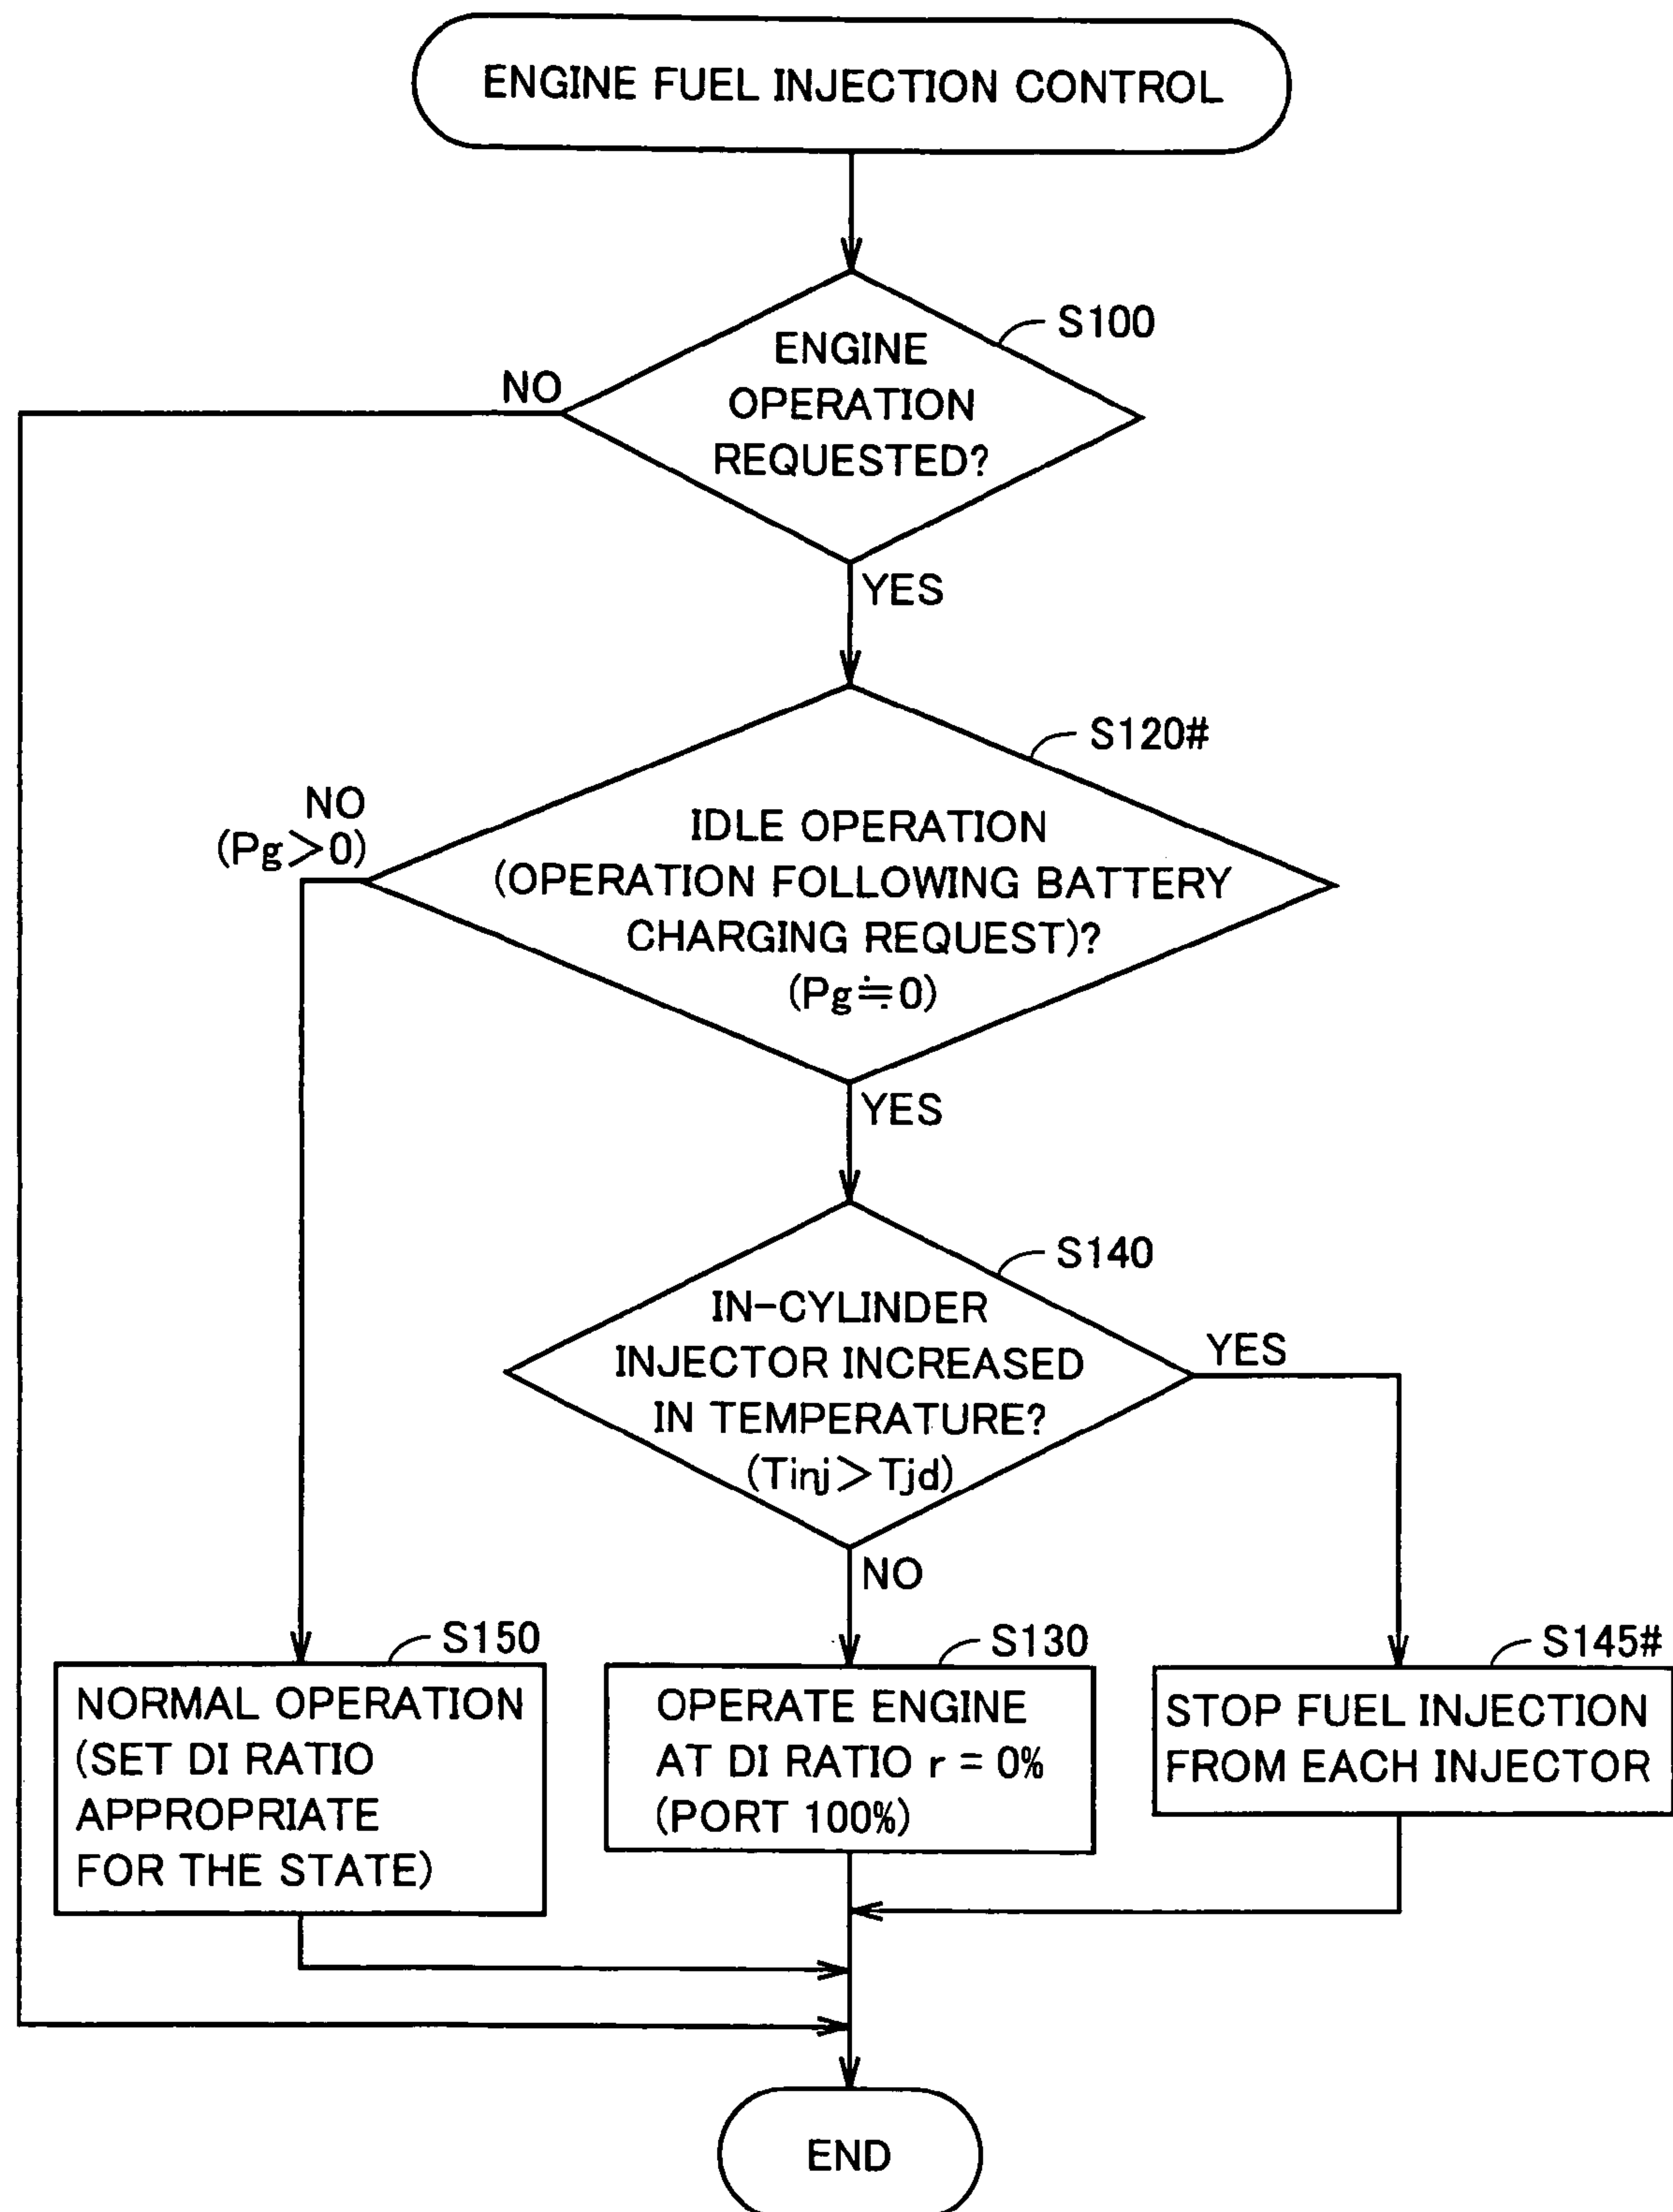 ENGINE FUEL INJECTION CONTROL
S100
ENGINE
OPERATION
REQUESTED?
NO
YES
S120#
NO
(Pg>0)
IDLE OPERATION
(OPERATION FOLLOWING BATTERY
CHARGING REQUEST)?
(Pg≒0)
YES
S140
IN-CYLINDER
INJECTOR INCREASED
IN TEMPERATURE?
(Tinj>Tjd)
YES
NO
S150
NORMAL OPERATION
(SET DI RATIO
APPROPRIATE
FOR THE STATE)
S130
OPERATE ENGINE
AT DI RATIO r = 0%
(PORT 100%)
S145#
STOP FUEL INJECTION
FROM EACH INJECTOR
END